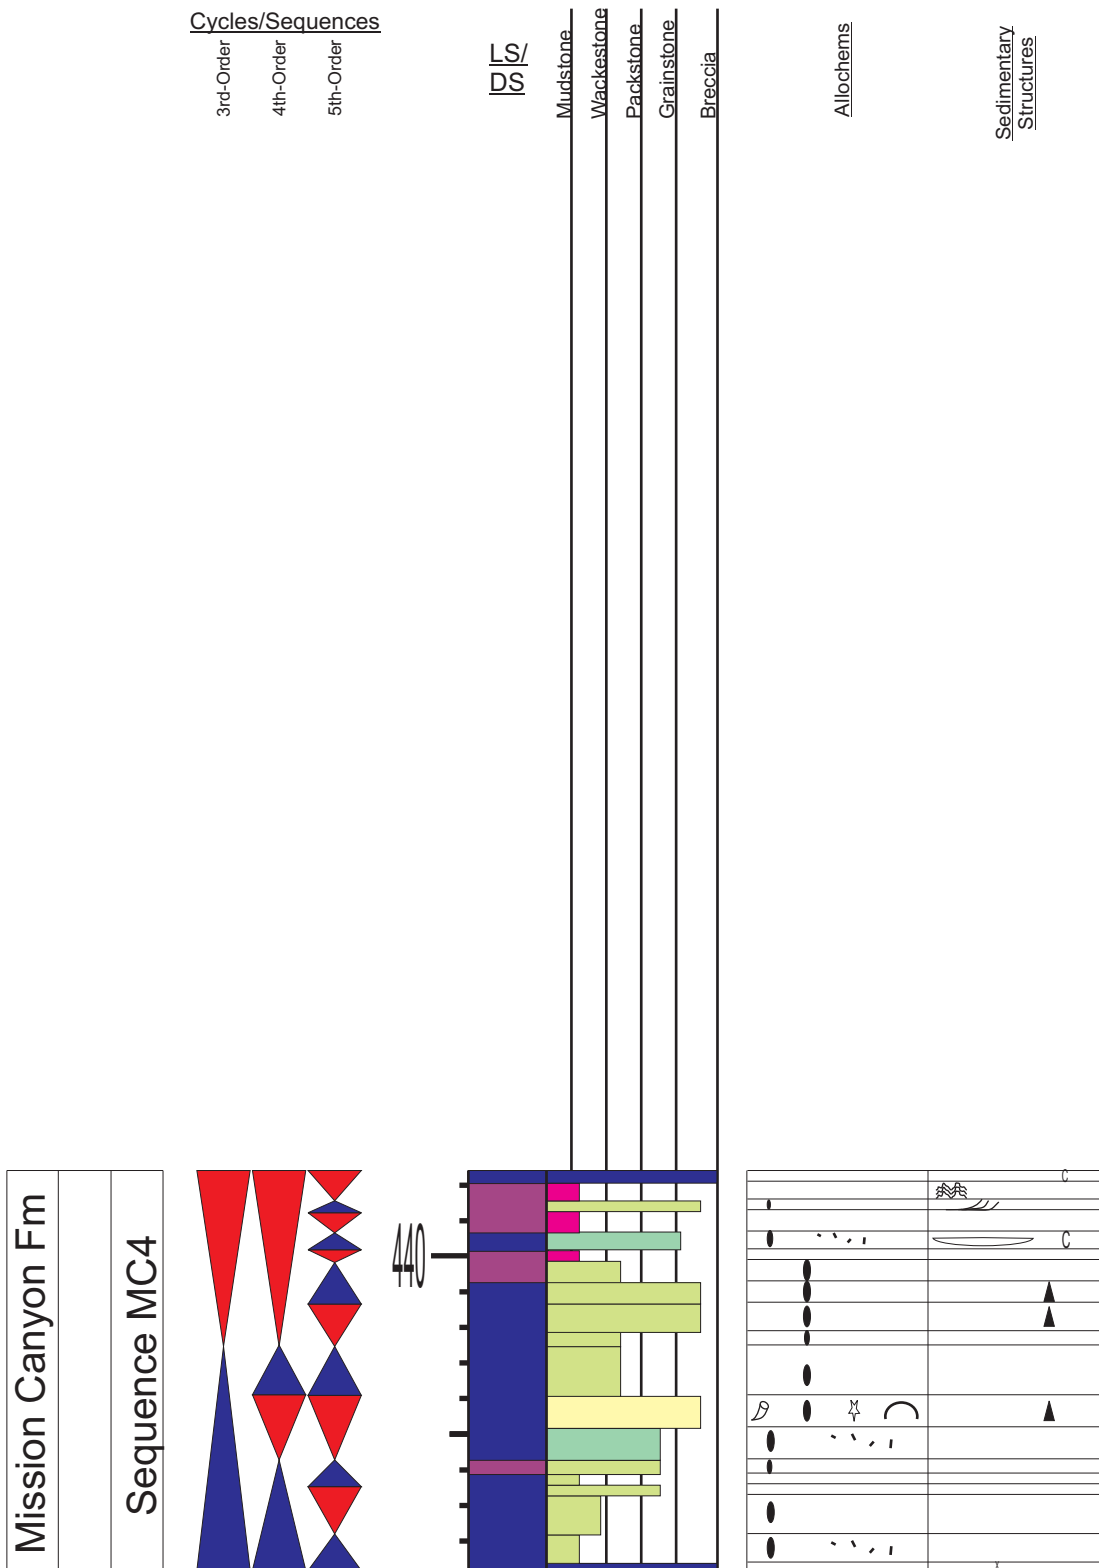 Cycles/Sequences
3rd-Order
4th-Order
5th-Order
LS/
DS
Mudstone
Wackestone
Packstone
Grainstone
Breccia
Allochems
Sedimentary
Structures
Mission Canyon Fm
Sequence MC4
440
C
C